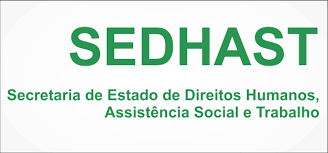 SEDHAST
Secretaria de Estado de Direitos Humanos,
Assistência Social e Trabalho